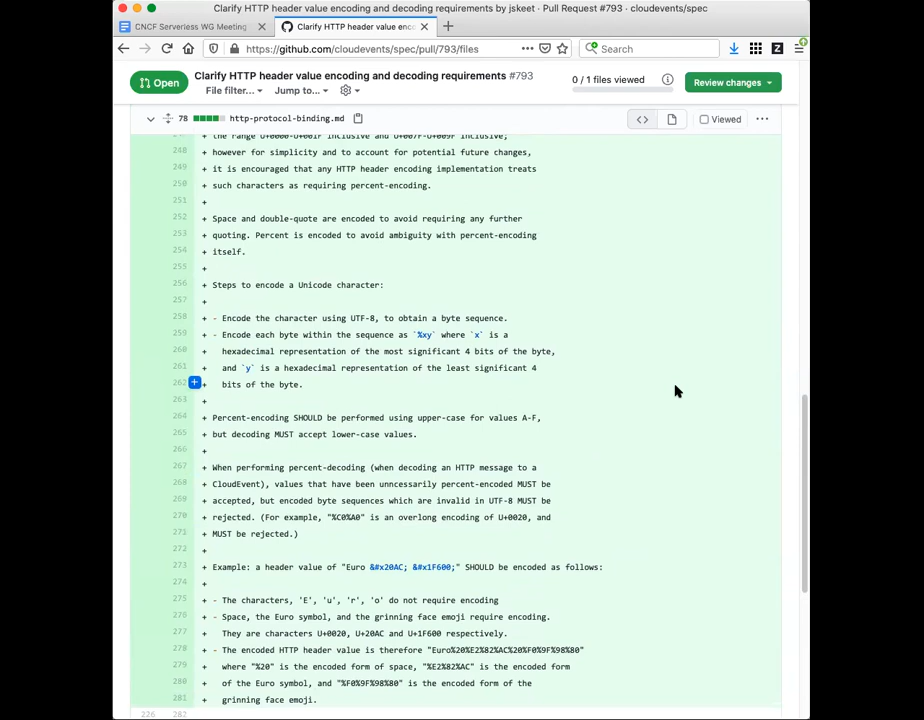 Clarify HTTP header value encoding and decoding requirements by jskeet · Pull Request #793 · cloudevents/spec
CNCF Serverless WG Meeting
Clarify HTTP header value enc
https://github.com/cloudevents/spec/pull/793/files
Search
Open
Clarify HTTP header value encoding and decoding requirements #793
File filter...
Jump to...
0 / 1 files viewed
Review changes
78
http-protocol-binding.md
Viewed
the range U+0000-U+001F inclusive and U+007F-U+009F inclusive;
248 + however for simplicity and to account for potential future changes,
249 + it is encouraged that any HTTP header encoding implementation treats
250 + such characters as requiring percent-encoding.
251 +
252 + Space and double-quote are encoded to avoid requiring any further
253 + quoting. Percent is encoded to avoid ambiguity with percent-encoding
254 + itself.
255 +
256 + Steps to encode a Unicode character:
257 +
258 + - Encode the character using UTF-8, to obtain a byte sequence.
259 + - Encode each byte within the sequence as `%xy` where `x` is a
260 + hexadecimal representation of the most significant 4 bits of the byte,
261 + and `y` is a hexadecimal representation of the least significant 4
262 + bits of the byte.
263 +
264 + Percent-encoding SHOULD be performed using upper-case for values A-F,
265 + but decoding MUST accept lower-case values.
266 +
267 + When performing percent-decoding (when decoding an HTTP message to a
268 + CloudEvent), values that have been unncessarily percent-encoded MUST be
269 + accepted, but encoded byte sequences which are invalid in UTF-8 MUST be
270 + rejected. (For example, "%C0%A0" is an overlong encoding of U+0020, and
271 + MUST be rejected.)
272 +
273 + Example: a header value of "Euro &#x20AC; &#x1F600;" SHOULD be encoded as follows:
274 +
275 + - The characters, 'E', 'u', 'r', 'o' do not require encoding
276 + - Space, the Euro symbol, and the grinning face emoji require encoding.
277 + They are characters U+0020, U+20AC and U+1F600 respectively.
278 + - The encoded HTTP header value is therefore "Euro%20%E2%82%AC%20%F0%9F%98%80"
279 + where "%20" is the encoded form of space, "%E2%82%AC" is the encoded form
280 + of the Euro symbol, and "%F0%9F%98%80" is the encoded form of the
281 + grinning face emoji.
226 282